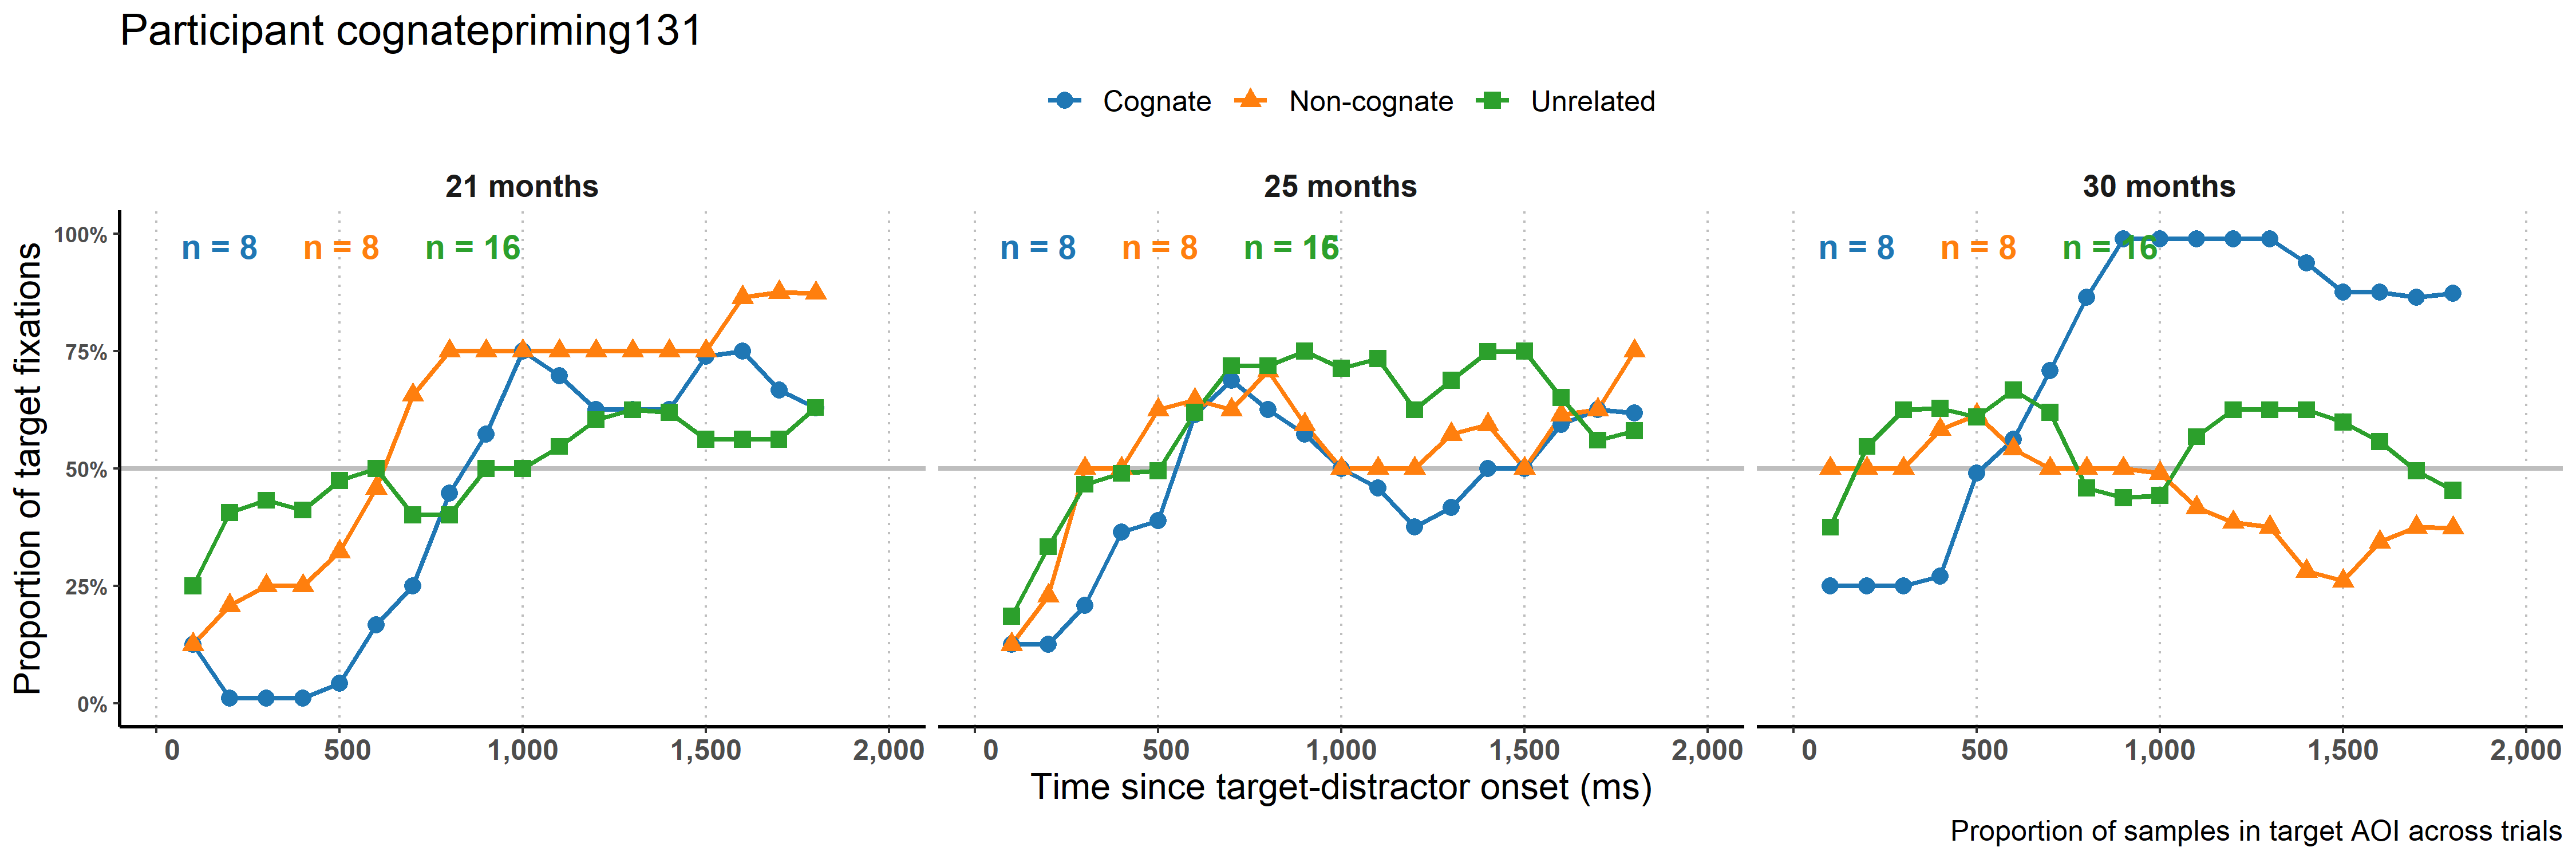 Participant cognatepriming131
Cognate Non-cognate Unrelated
21 months 25 months 30 months
Proportion of target fixations
100%
75%
50%
25%
0%
n = 8 n = 8 n = 16
n = 8 n = 8 n = 16
n = 8 n = 8 n = 16
0 500 1,000 1,500 2,000
0 500 1,000 1,500 2,000
0 500 1,000 1,500 2,000
Time since target-distractor onset (ms)
Proportion of samples in target AOI across trials